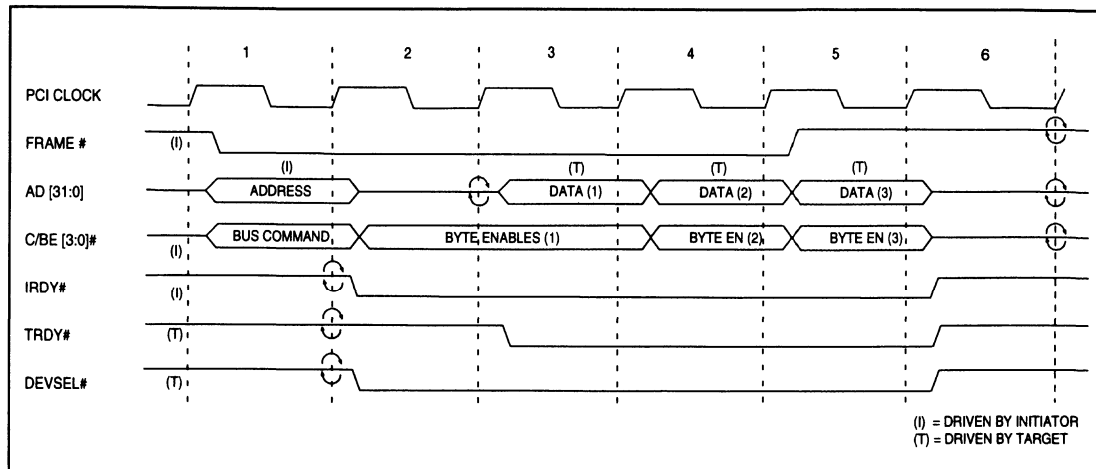 1 2 3 4 5 6
PCI CLOCK
FRAME # (I)
(I) (T) (T) (T)
AD [31:0] ADDRESS DATA (1) DATA (2) DATA (3)
C/BE [3:0]# (I) BUS COMMAND BYTE ENABLES (1) BYTE EN (2) BYTE EN (3)
IRDY# (I)
TRDY# (T)
DEVSEL# (T)
(I) = DRIVEN BY INITIATOR
(T) = DRIVEN BY TARGET